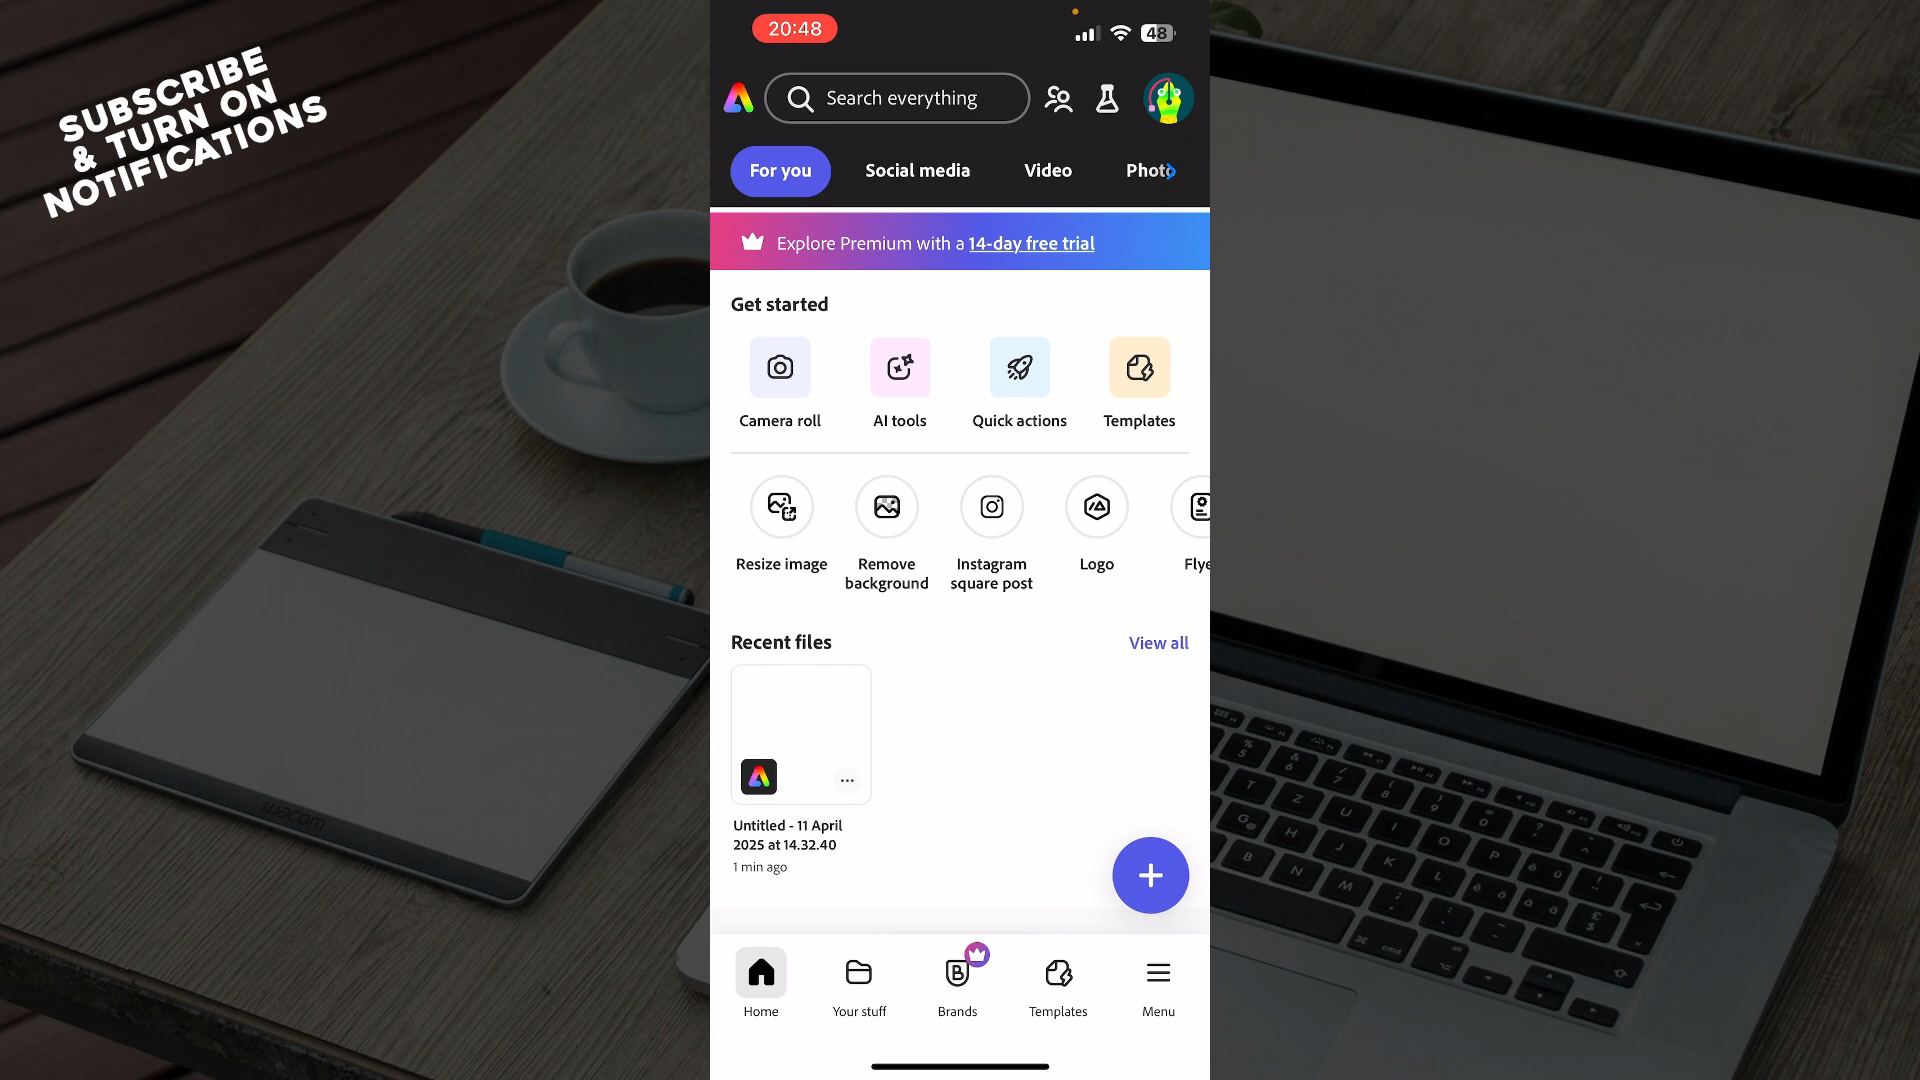 SUBSCRIBE
& TURN ON
NOTIFICATIONS
20:48
48
Search everything
For you
Social media
Video
Photo
Explore Premium with a 14-day free trial
Get started
Camera roll
AI tools
Quick actions
Templates
Resize image
Remove
background
Instagram
square post
Logo
Flye
Recent files
View all
Untitled - 11 April
2025 at 14.32.40
1 min ago
Home
Your stuff
Brands
Templates
Menu
wacom